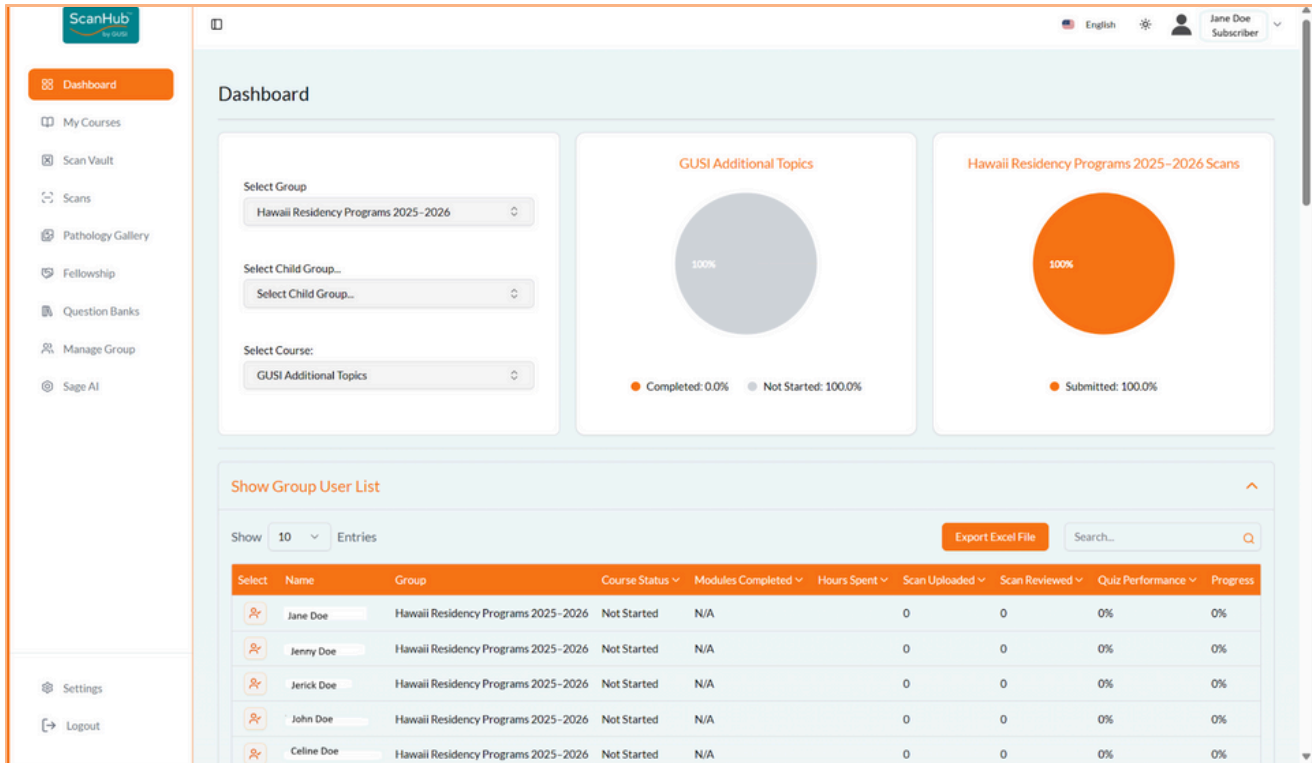 ScanHub™
by GUSI
English
Jane Doe
Subscriber
Dashboard
My Courses
Scan Vault
Scans
Pathology Gallery
Fellowship
Question Banks
Manage Group
Sage AI
Settings
Logout
Dashboard
Select Group
Hawaii Residency Programs 2025–2026
Select Child Group...
Select Child Group...
Select Course:
GUSI Additional Topics
GUSI Additional Topics
100%
Completed: 0.0% Not Started: 100.0%
Hawaii Residency Programs 2025–2026 Scans
100%
Submitted: 100.0%
Show Group User List
Show 10 Entries
Export Excel File
Search...
Select Name Group Course Status Modules Completed Hours Spent Scan Uploaded Scan Reviewed Quiz Performance Progress
Jane Doe Hawaii Residency Programs 2025–2026 Not Started N/A 0 0 0% 0%
Jenny Doe Hawaii Residency Programs 2025–2026 Not Started N/A 0 0 0% 0%
Jerick Doe Hawaii Residency Programs 2025–2026 Not Started N/A 0 0 0% 0%
John Doe Hawaii Residency Programs 2025–2026 Not Started N/A 0 0 0% 0%
Celine Doe Hawaii Residency Programs 2025–2026 Not Started N/A 0 0 0% 0%